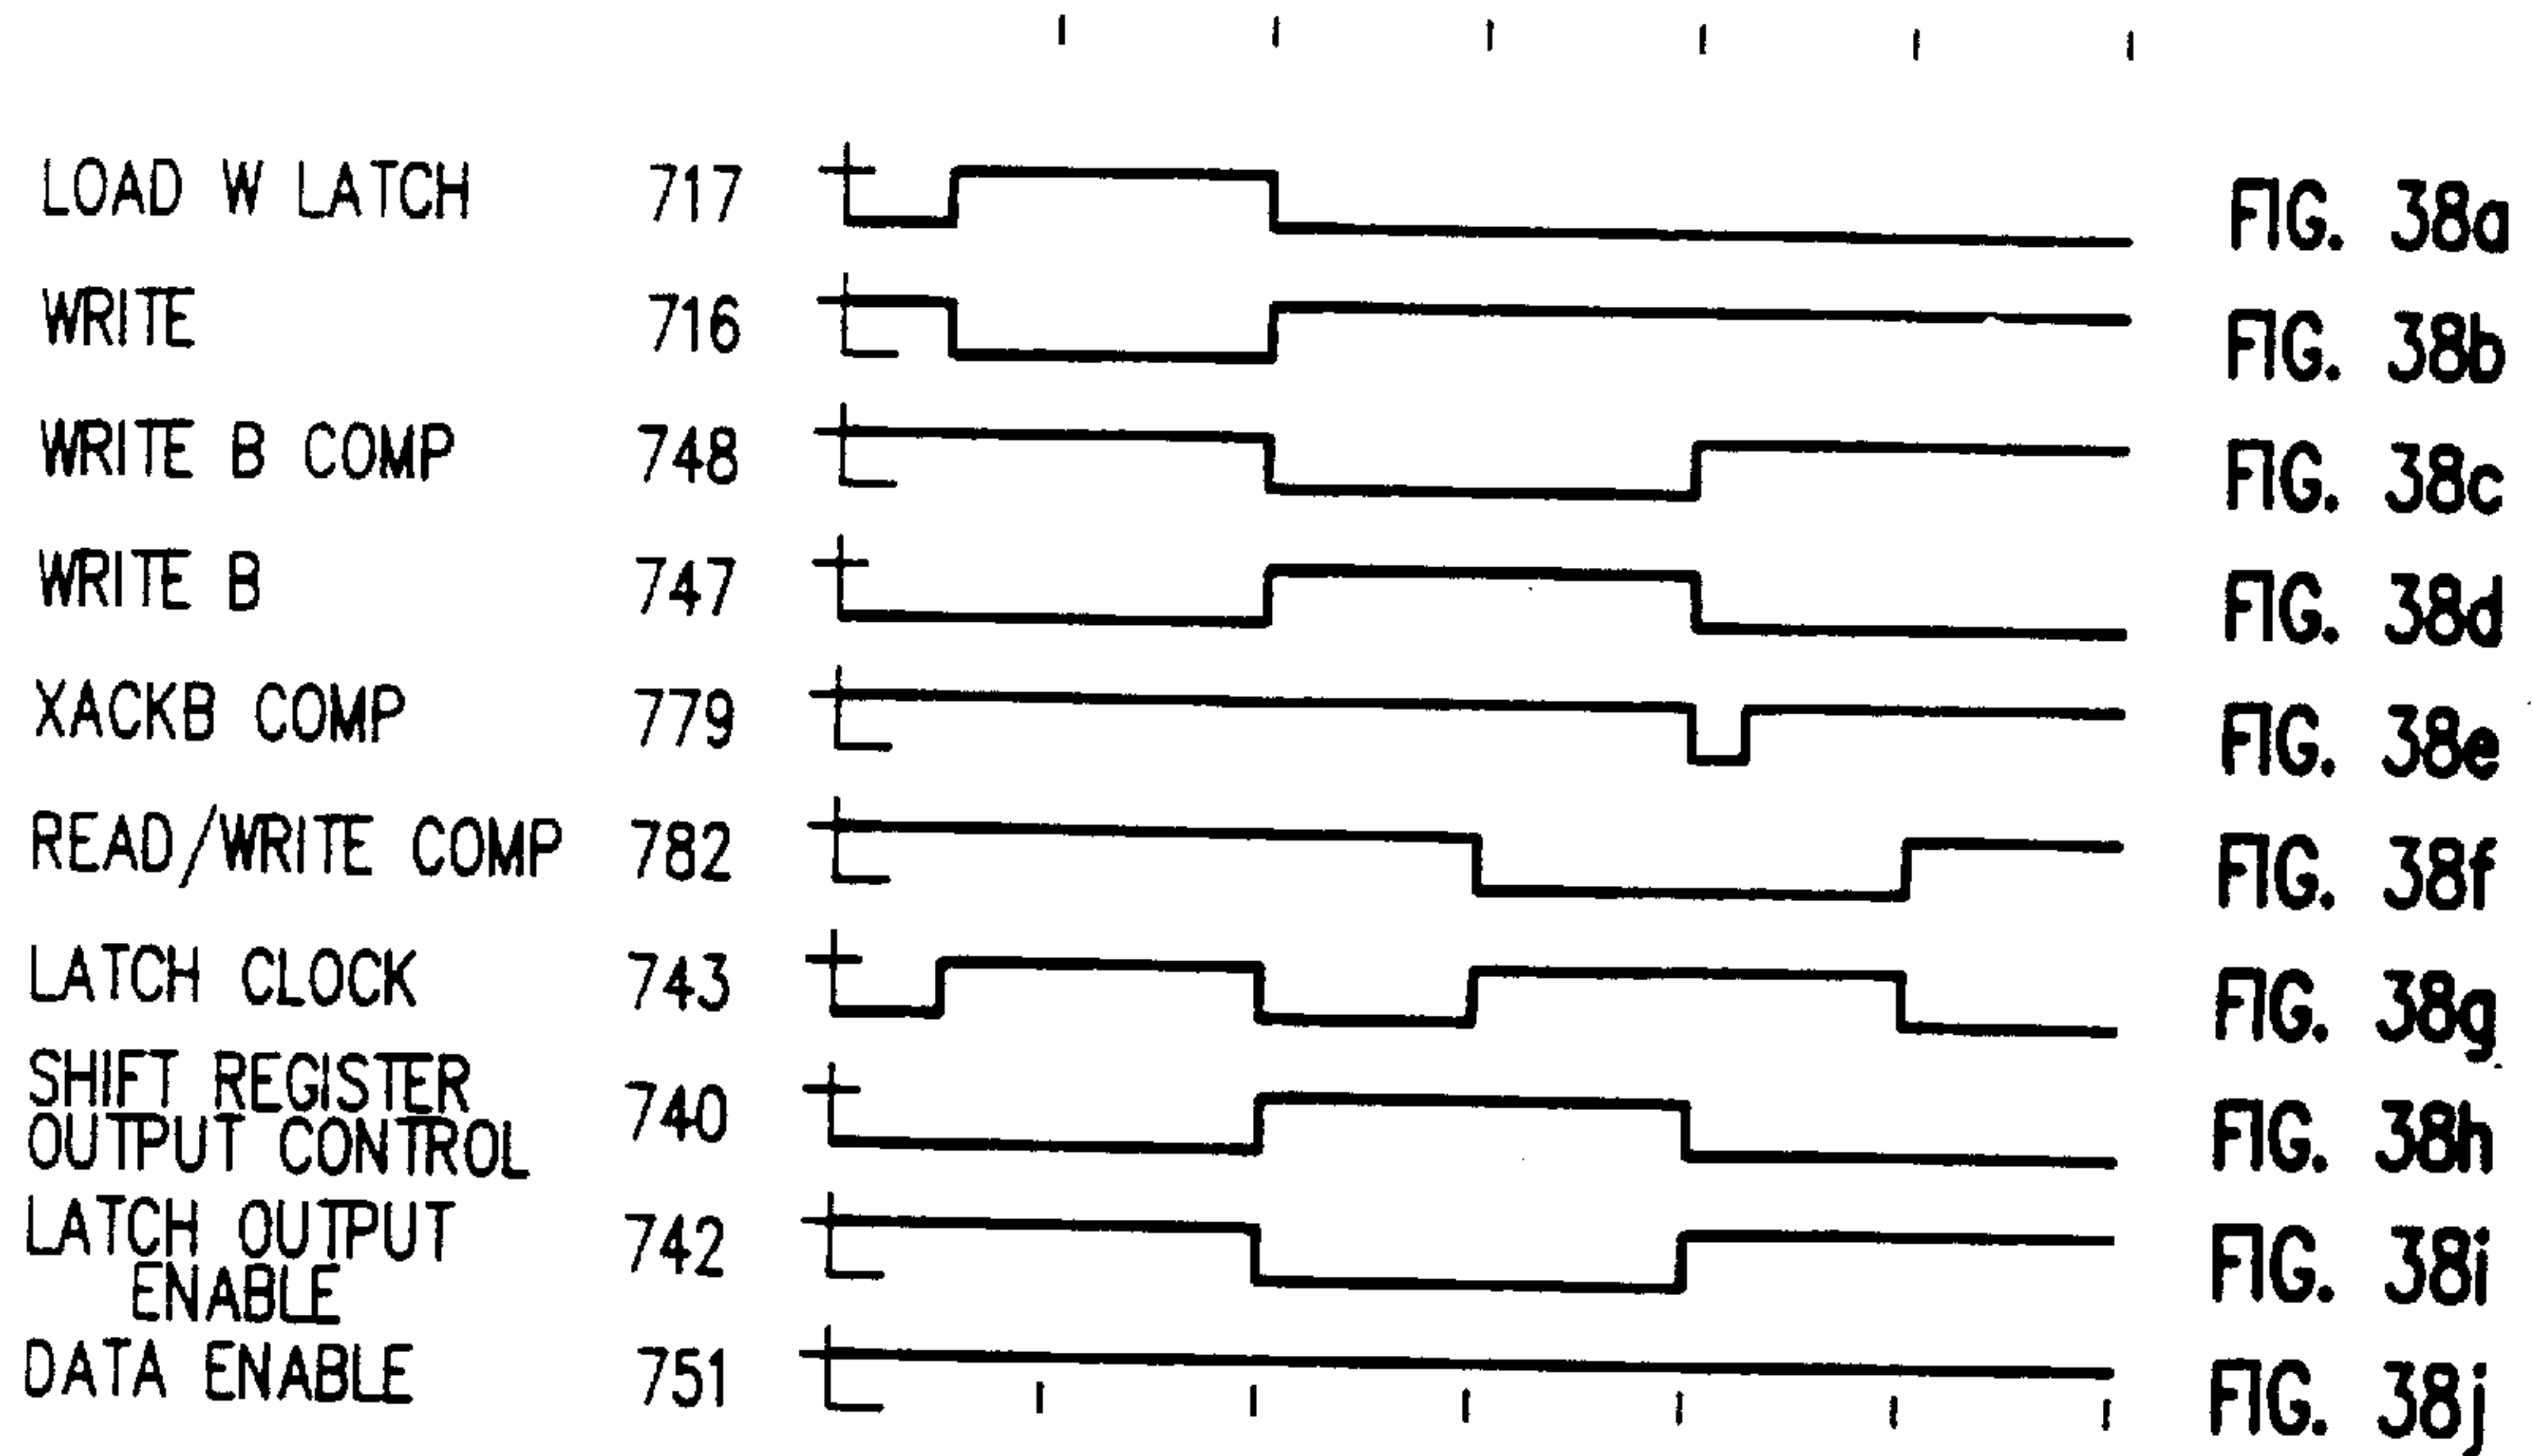 LOAD W LATCH 717 FIG. 38a
WRITE 716 FIG. 38b
WRITE B COMP 748 FIG. 38c
WRITE B 747 FIG. 38d
XACKB COMP 779 FIG. 38e
READ/WRITE COMP 782 FIG. 38f
LATCH CLOCK 743 FIG. 38g
SHIFT REGISTER
OUTPUT CONTROL 740 FIG. 38h
LATCH OUTPUT
ENABLE 742 FIG. 38i
DATA ENABLE 751 FIG. 38j